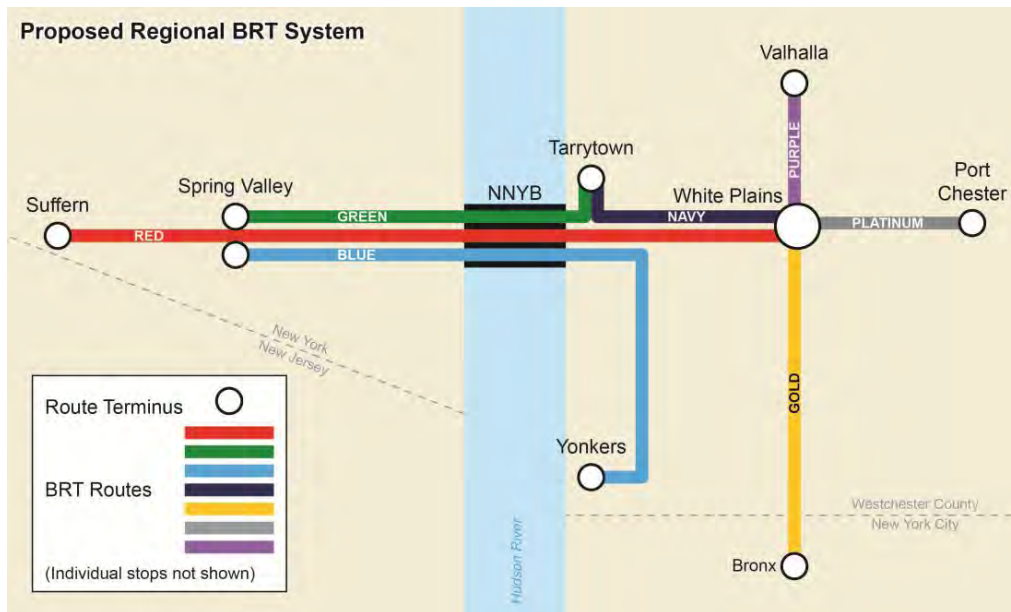 Proposed Regional BRT System
Valhalla
PURPLE
Tarrytown
Port
Chester
Spring Valley
NNYB
White Plains
Suffern
GREEN
NAVY
PLATINUM
RED
BLUE
New York
New Jersey
GOLD
Route Terminus
BRT Routes
(Individual stops not shown)
Yonkers
Hudson River
Westchester County
New York City
Bronx